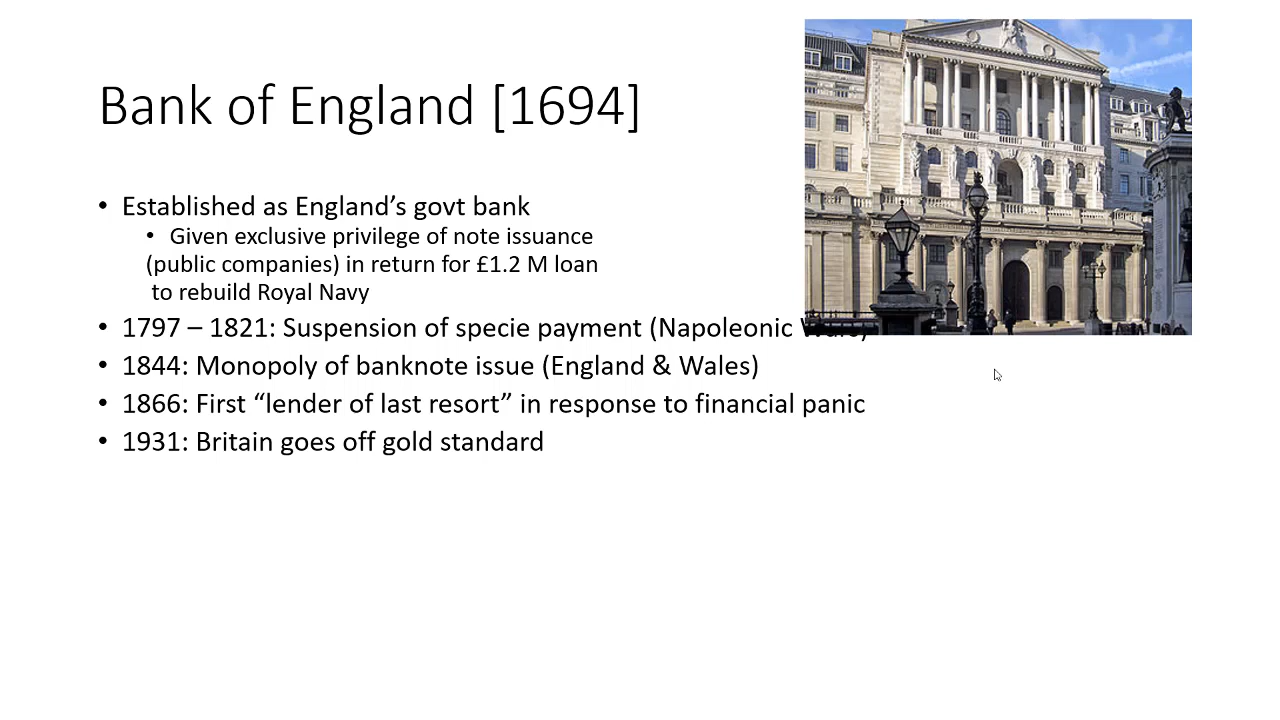 Bank of England [1694]
• Established as England’s govt bank
• Given exclusive privilege of note issuance
(public companies) in return for £1.2 M loan
to rebuild Royal Navy
• 1797 – 1821: Suspension of specie payment (Napoleonic Wars)
• 1844: Monopoly of banknote issue (England & Wales)
• 1866: First “lender of last resort” in response to financial panic
• 1931: Britain goes off gold standard